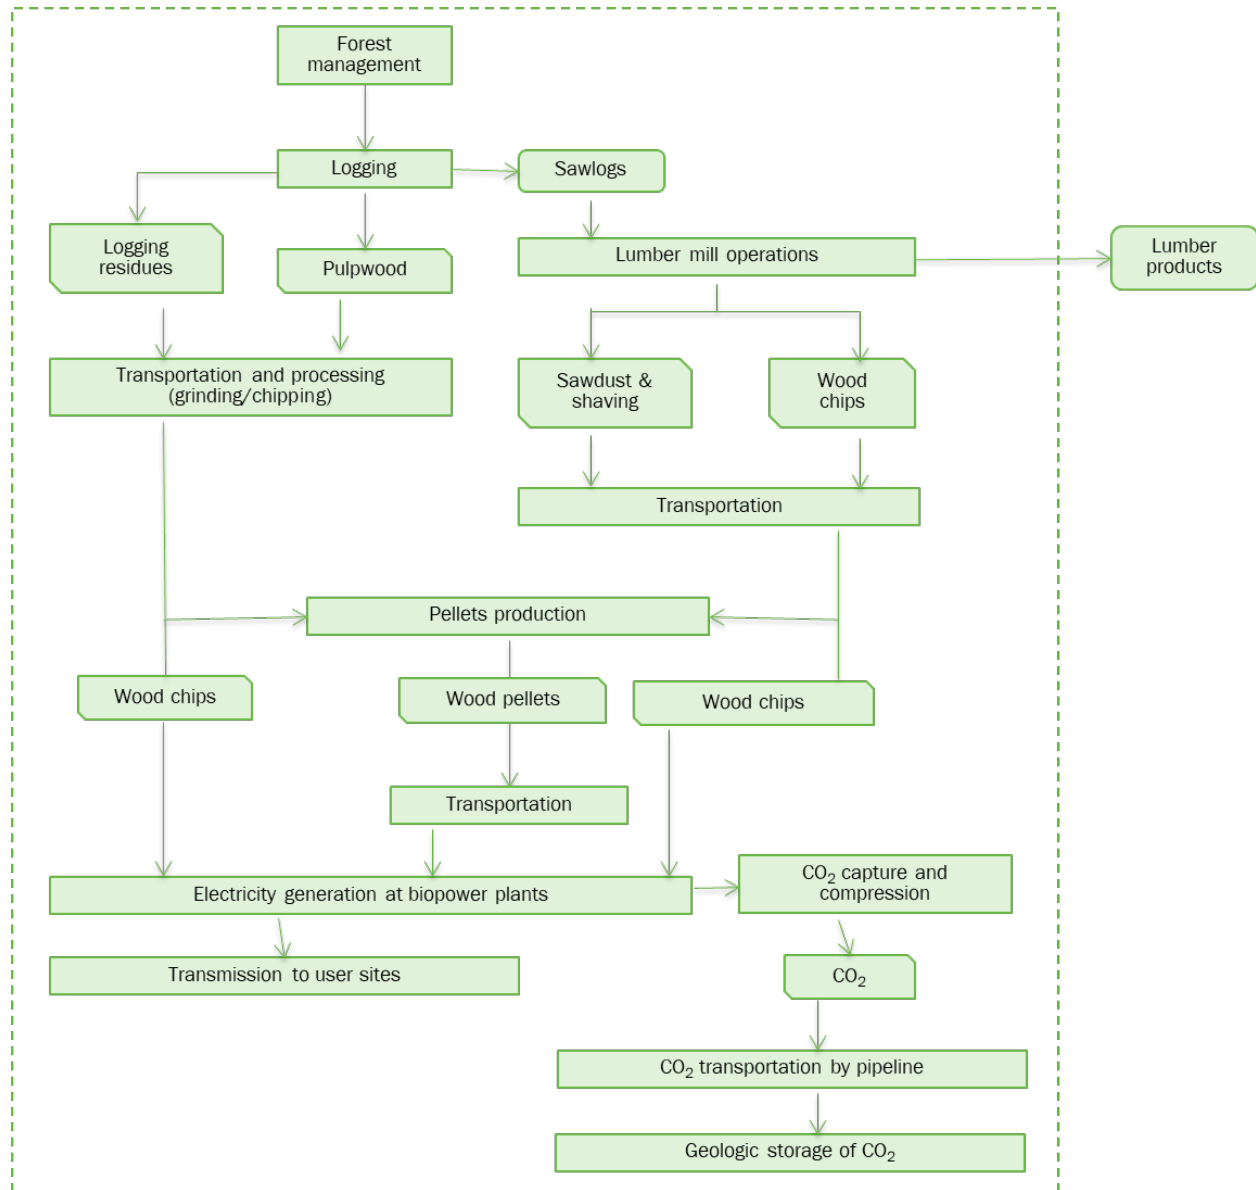 Forest
management
Logging
Sawlogs
Logging
residues
Pulpwood
Lumber mill operations
Lumber
products
Transportation and processing
(grinding/chipping)
Sawdust &
shaving
Wood
chips
Transportation
Pellets production
Wood chips
Wood pellets
Wood chips
Transportation
Electricity generation at biopower plants
CO₂ capture and
compression
Transmission to user sites
CO₂
CO₂ transportation by pipeline
Geologic storage of CO₂